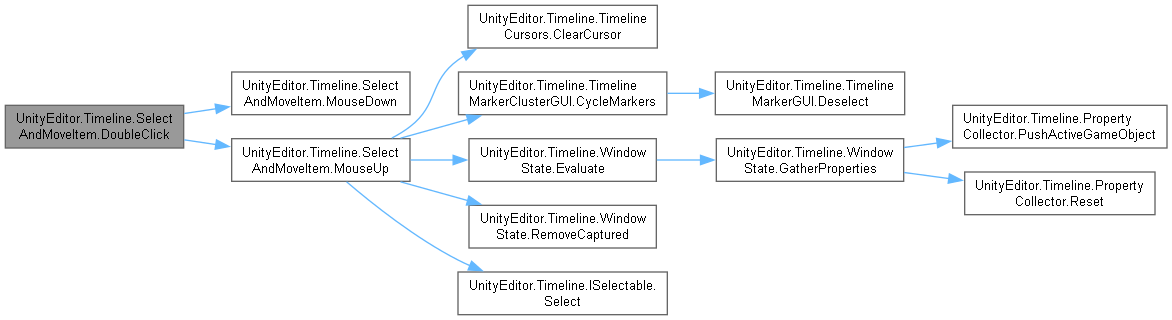 UnityEditor.Timeline.Select
AndMoveItem.DoubleClick
UnityEditor.Timeline.Select
AndMoveItem.MouseDown
UnityEditor.Timeline.Select
AndMoveItem.MouseUp
UnityEditor.Timeline.Timeline
Cursors.ClearCursor
UnityEditor.Timeline.Timeline
MarkerClusterGUI.CycleMarkers
UnityEditor.Timeline.Timeline
MarkerGUI.Deselect
UnityEditor.Timeline.Window
State.Evaluate
UnityEditor.Timeline.Window
State.GatherProperties
UnityEditor.Timeline.Property
Collector.PushActiveGameObject
UnityEditor.Timeline.Property
Collector.Reset
UnityEditor.Timeline.Window
State.RemoveCaptured
UnityEditor.Timeline.ISelectable.
Select